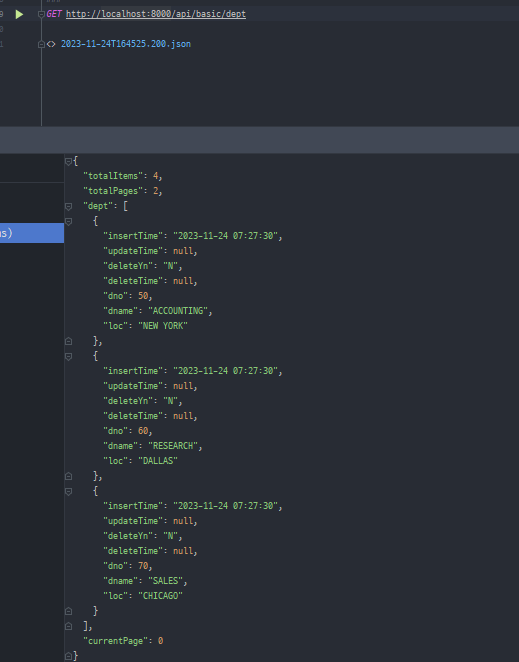 GET http://localhost:8000/api/basic/dept
<> 2023-11-24T164525.200.json
{
"totalItems": 4,
"totalPages": 2,
"dept": [
{
"insertTime": "2023-11-24 07:27:30",
"updateTime": null,
"deleteYn": "N",
"deleteTime": null,
"dno": 50,
"dname": "ACCOUNTING",
"loc": "NEW YORK"
},
{
"insertTime": "2023-11-24 07:27:30",
"updateTime": null,
"deleteYn": "N",
"deleteTime": null,
"dno": 60,
"dname": "RESEARCH",
"loc": "DALLAS"
},
{
"insertTime": "2023-11-24 07:27:30",
"updateTime": null,
"deleteYn": "N",
"deleteTime": null,
"dno": 70,
"dname": "SALES",
"loc": "CHICAGO"
}
],
"currentPage": 0
}